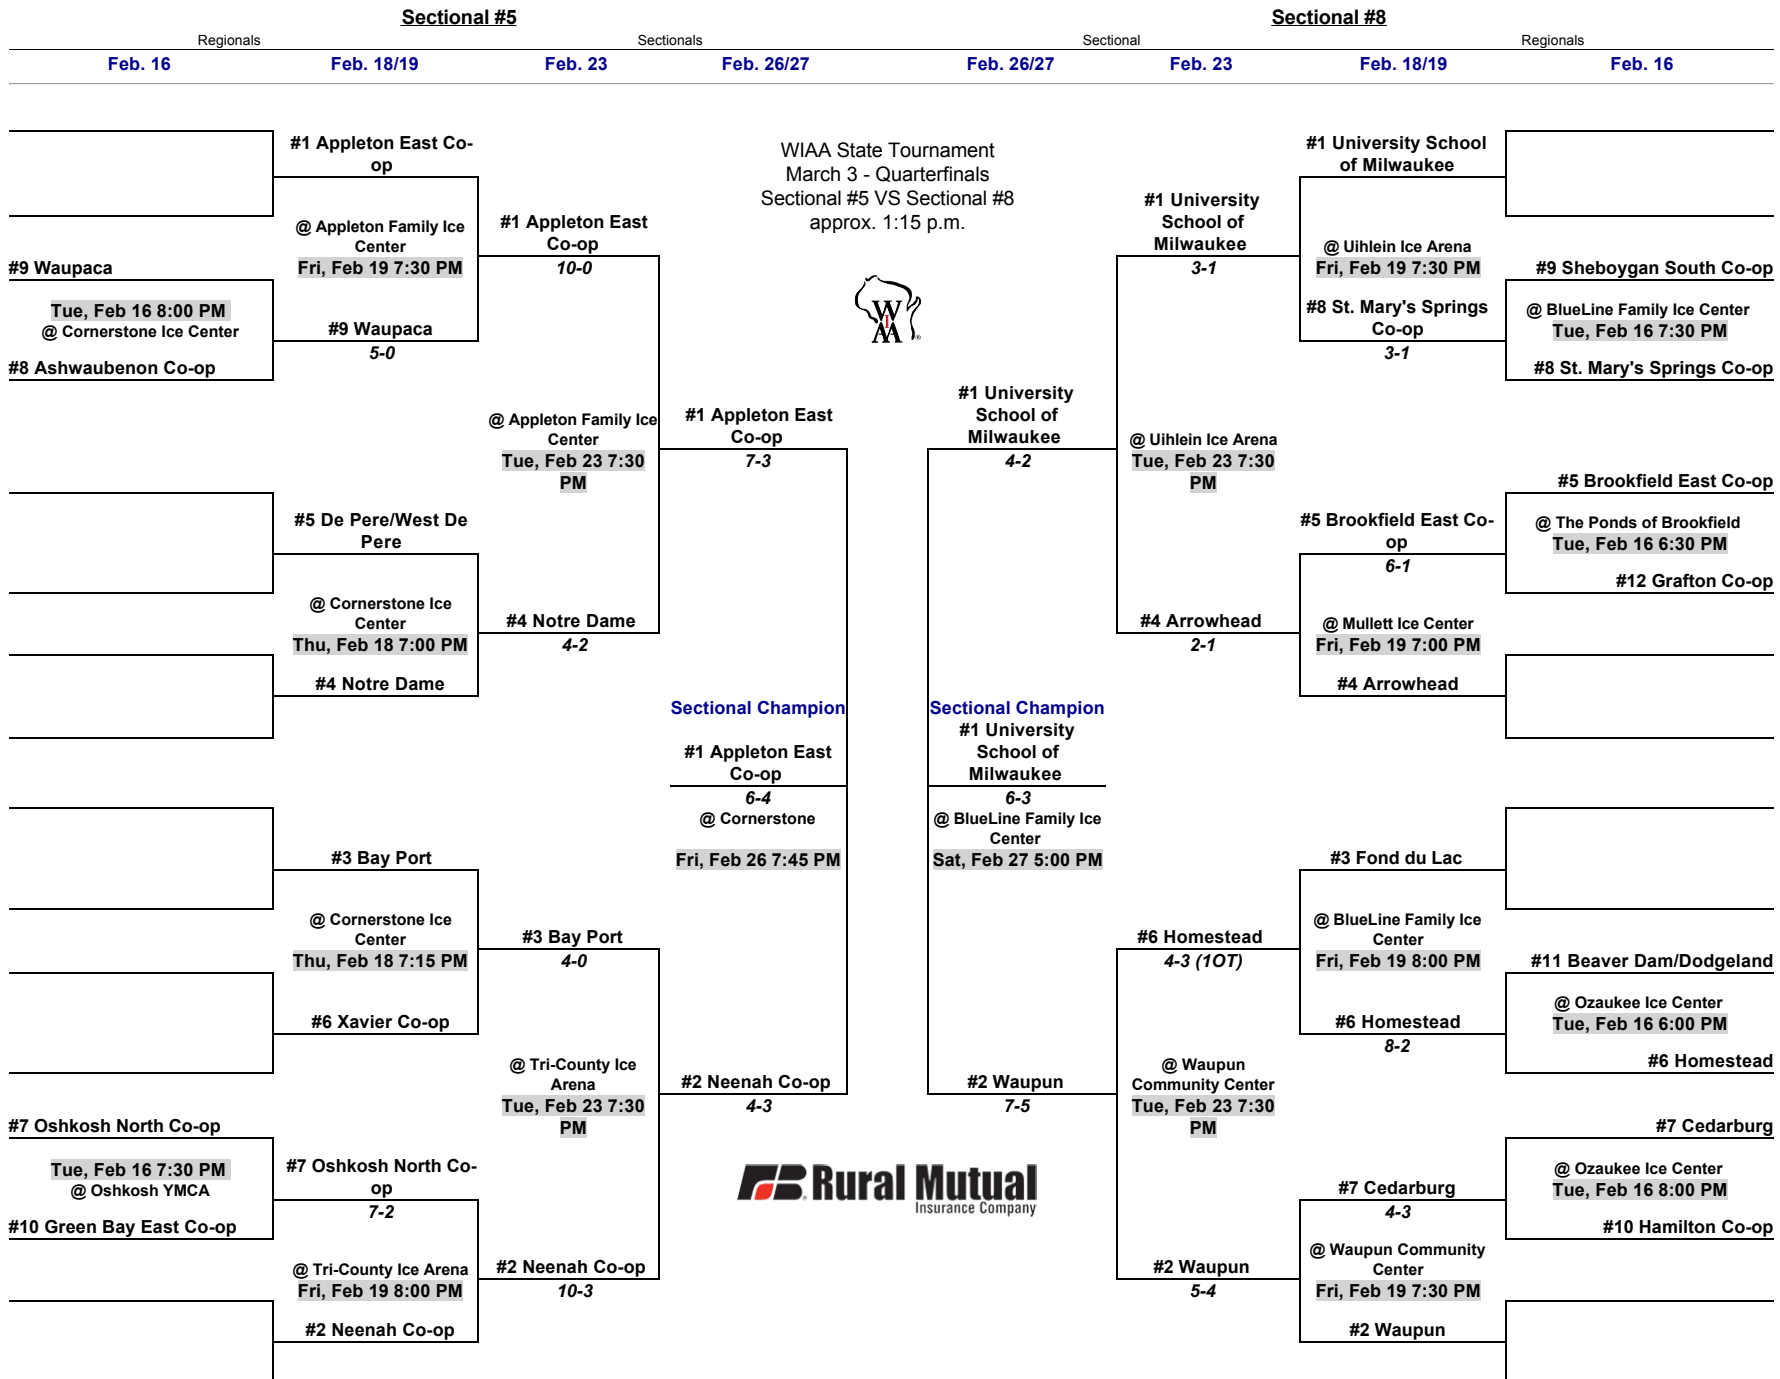 Sectional #5
Sectional #8
Regionals
Sectionals
Sectional
Regionals
Feb. 16
Feb. 18/19
Feb. 23
Feb. 26/27
Feb. 26/27
Feb. 23
Feb. 18/19
Feb. 16
WIAA State Tournament
March 3 - Quarterfinals
Sectional #5 VS Sectional #8
approx. 1:15 p.m.
W
I
AA
®
#9 Waupaca
Tue, Feb 16 8:00 PM
@ Cornerstone Ice Center
#8 Ashwaubenon Co-op
#7 Oshkosh North Co-op
Tue, Feb 16 7:30 PM
@ Oshkosh YMCA
#10 Green Bay East Co-op
#1 Appleton East Co-
op
@ Appleton Family Ice
Center
Fri, Feb 19 7:30 PM
#9 Waupaca
5-0
#5 De Pere/West De
Pere
@ Cornerstone Ice
Center
Thu, Feb 18 7:00 PM
#4 Notre Dame
#3 Bay Port
@ Cornerstone Ice
Center
Thu, Feb 18 7:15 PM
#6 Xavier Co-op
#7 Oshkosh North Co-
op
7-2
@ Tri-County Ice Arena
Fri, Feb 19 8:00 PM
#2 Neenah Co-op
#1 Appleton East
Co-op
10-0
@ Appleton Family Ice
Center
Tue, Feb 23 7:30
PM
#4 Notre Dame
4-2
#3 Bay Port
4-0
@ Tri-County Ice
Arena
Tue, Feb 23 7:30
PM
#2 Neenah Co-op
10-3
#1 Appleton East
Co-op
7-3
Sectional Champion
#1 Appleton East
Co-op
6-4
@ Cornerstone
Fri, Feb 26 7:45 PM
#2 Neenah Co-op
4-3
#1 University
School of
Milwaukee
4-2
Sectional Champion
#1 University
School of
Milwaukee
6-3
@ BlueLine Family Ice
Center
Sat, Feb 27 5:00 PM
#2 Waupun
7-5
#1 University
School of
Milwaukee
3-1
@ Uihlein Ice Arena
Tue, Feb 23 7:30
PM
#4 Arrowhead
2-1
#6 Homestead
4-3 (1OT)
@ Waupun
Community Center
Tue, Feb 23 7:30
PM
#2 Waupun
5-4
#1 University School
of Milwaukee
@ Uihlein Ice Arena
Fri, Feb 19 7:30 PM
#8 St. Mary's Springs
Co-op
3-1
#5 Brookfield East Co-
op
6-1
@ Mullett Ice Center
Fri, Feb 19 7:00 PM
#4 Arrowhead
#3 Fond du Lac
@ BlueLine Family Ice
Center
Fri, Feb 19 8:00 PM
#6 Homestead
8-2
#7 Cedarburg
4-3
@ Waupun Community
Center
Fri, Feb 19 7:30 PM
#2 Waupun
#9 Sheboygan South Co-op
@ BlueLine Family Ice Center
Tue, Feb 16 7:30 PM
#8 St. Mary's Springs Co-op
#5 Brookfield East Co-op
@ The Ponds of Brookfield
Tue, Feb 16 6:30 PM
#12 Grafton Co-op
#11 Beaver Dam/Dodgeland
@ Ozaukee Ice Center
Tue, Feb 16 6:00 PM
#6 Homestead
#7 Cedarburg
@ Ozaukee Ice Center
Tue, Feb 16 8:00 PM
#10 Hamilton Co-op
Rural Mutual
Insurance Company